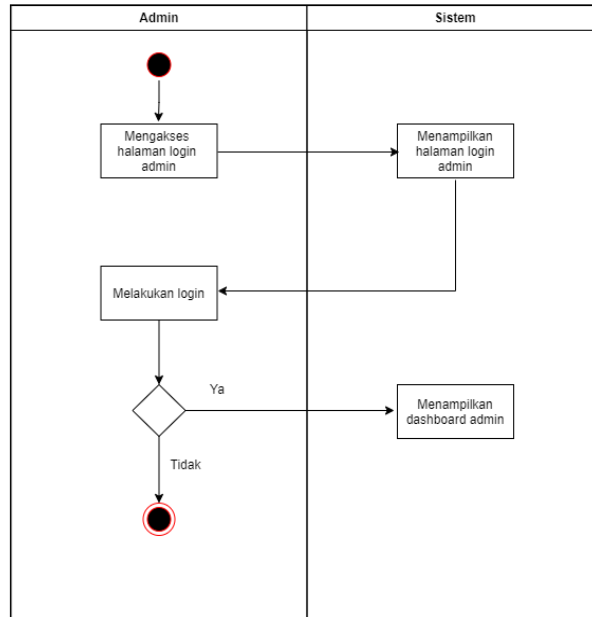 Admin
Sistem
Mengakses
halaman login
admin
Menampilkan
halaman login
admin
Melakukan login
Ya
Menampilkan
dashboard admin
Tidak